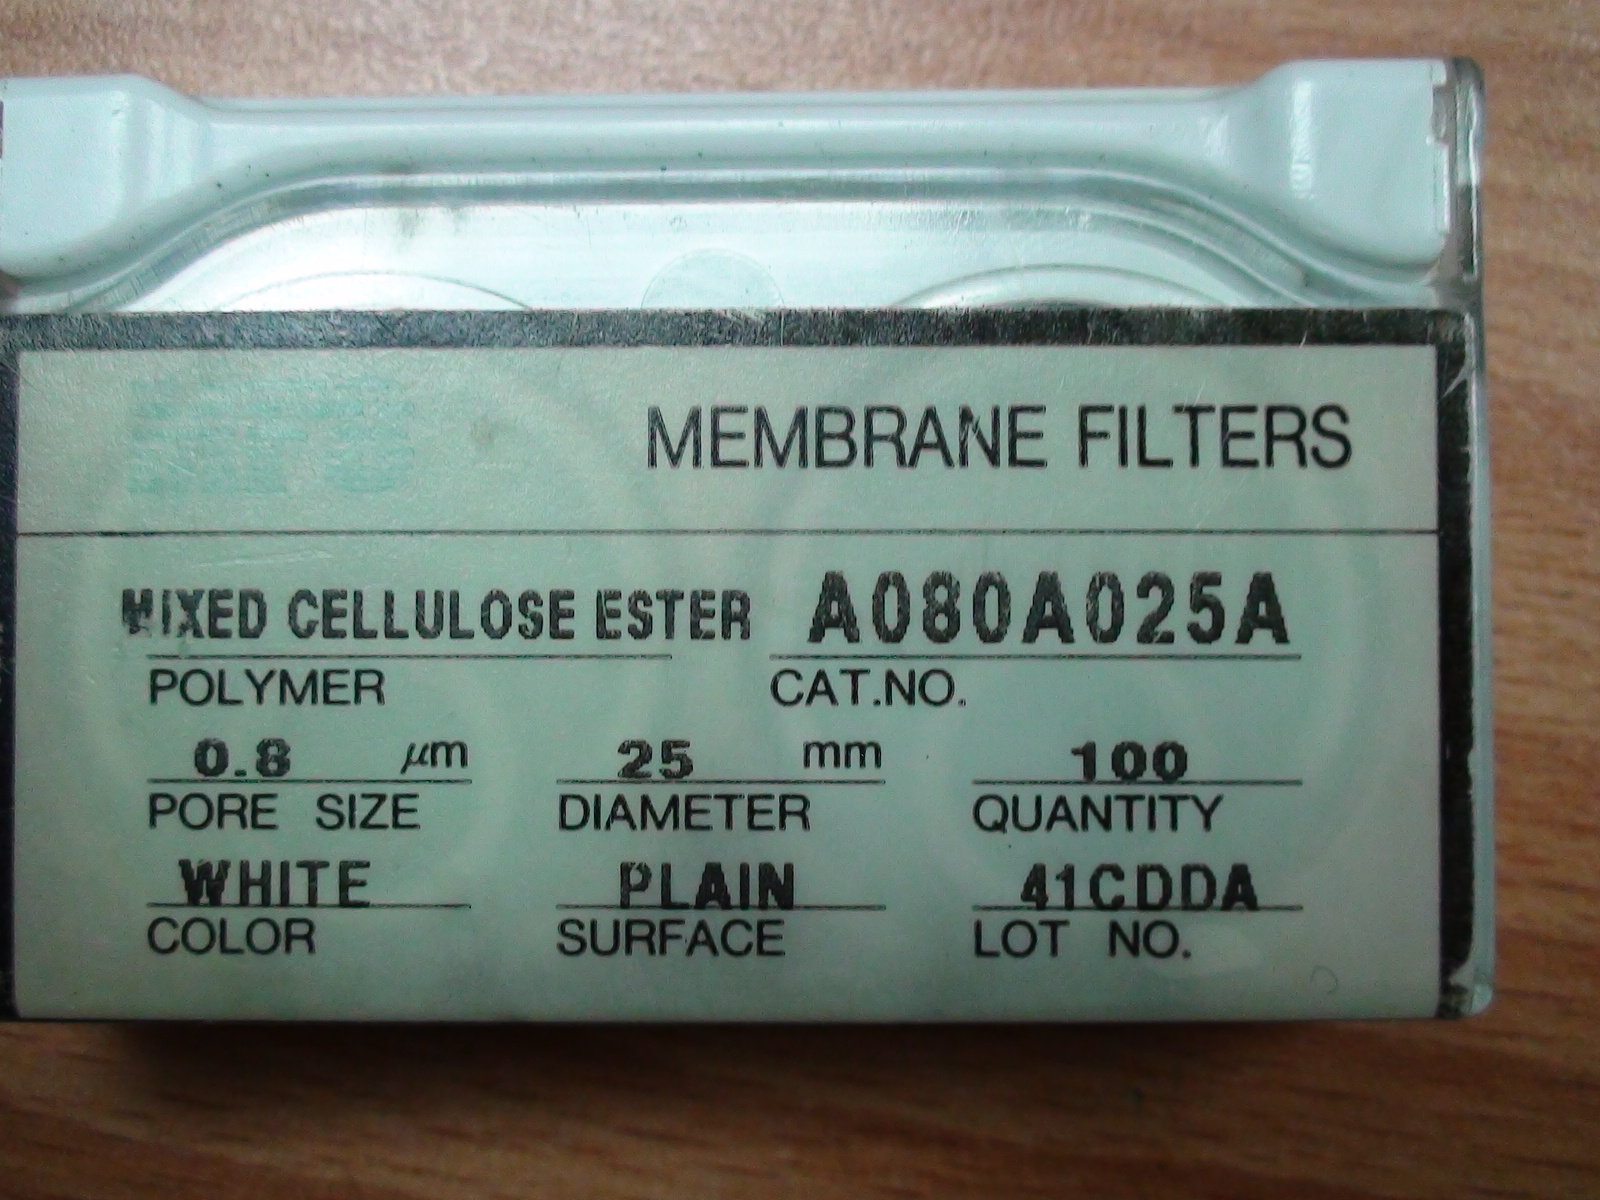 MEMBRANE FILTERS
MIXED CELLULOSE ESTER A080A025A
POLYMER CAT.NO.
0.8 µm 25 mm 100
PORE SIZE DIAMETER QUANTITY
WHITE PLAIN 41CDDA
COLOR SURFACE LOT NO.